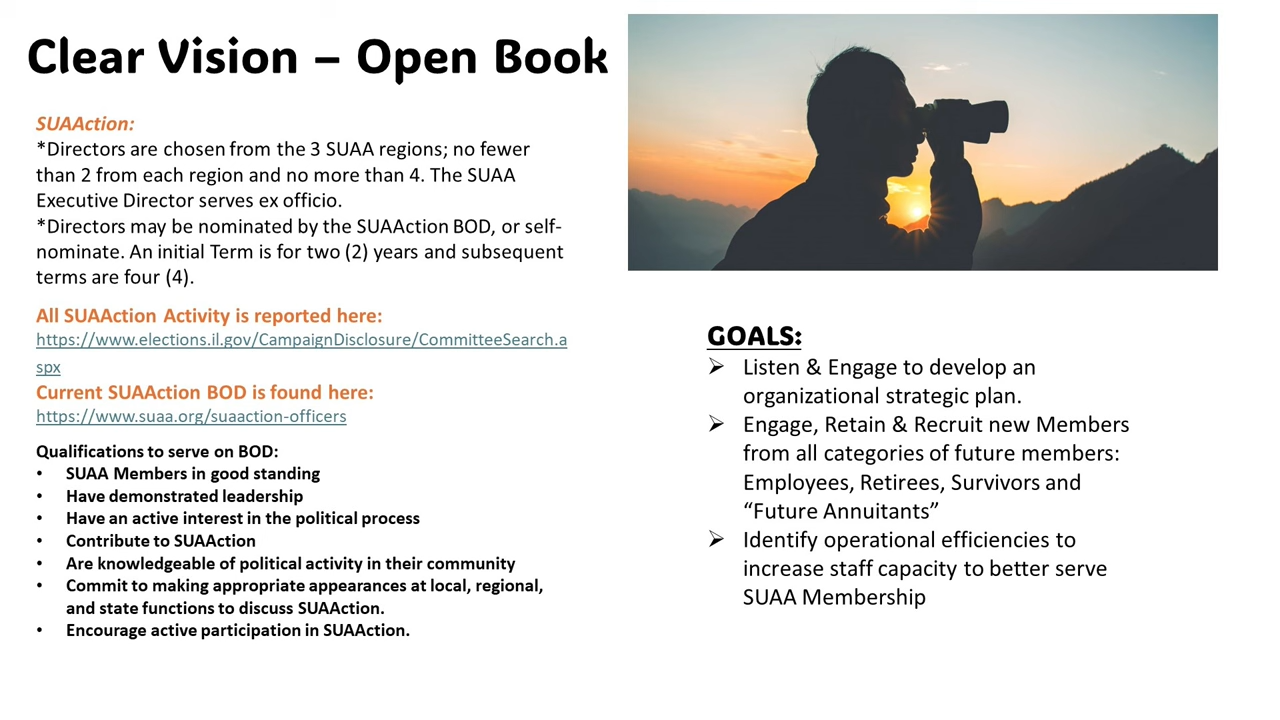 Clear Vision – Open Book
SUAAction:
*Directors are chosen from the 3 SUAA regions; no fewer
than 2 from each region and no more than 4. The SUAA
Executive Director serves ex officio.
*Directors may be nominated by the SUAAction BOD, or self-
nominate. An initial Term is for two (2) years and subsequent
terms are four (4).
All SUAAction Activity is reported here:
https://www.elections.il.gov/CampaignDisclosure/CommitteeSearch.a
spx
Current SUAAction BOD is found here:
https://www.suaa.org/suaaction-officers
Qualifications to serve on BOD:
• SUAA Members in good standing
• Have demonstrated leadership
• Have an active interest in the political process
• Contribute to SUAAction
• Are knowledgeable of political activity in their community
• Commit to making appropriate appearances at local, regional,
and state functions to discuss SUAAction.
• Encourage active participation in SUAAction.
GOALS:
➢ Listen & Engage to develop an
organizational strategic plan.
➢ Engage, Retain & Recruit new Members
from all categories of future members:
Employees, Retirees, Survivors and
“Future Annuitants”
➢ Identify operational efficiencies to
increase staff capacity to better serve
SUAA Membership